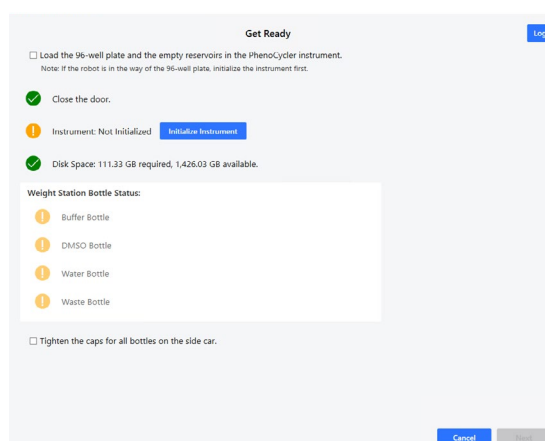 Get Ready
Log
Load the 96-well plate and the empty reservoirs in the PhenoCycler instrument.
Note: If the robot is in the way of the 96-well plate, initialize the instrument first.
Close the door.
Instrument: Not Initialized
Initialize Instrument
Disk Space: 111.33 GB required, 1,426.03 GB available.
Weight Station Bottle Status:
Buffer Bottle
DMSO Bottle
Water Bottle
Waste Bottle
Tighten the caps for all bottles on the side car.
Cancel
Next